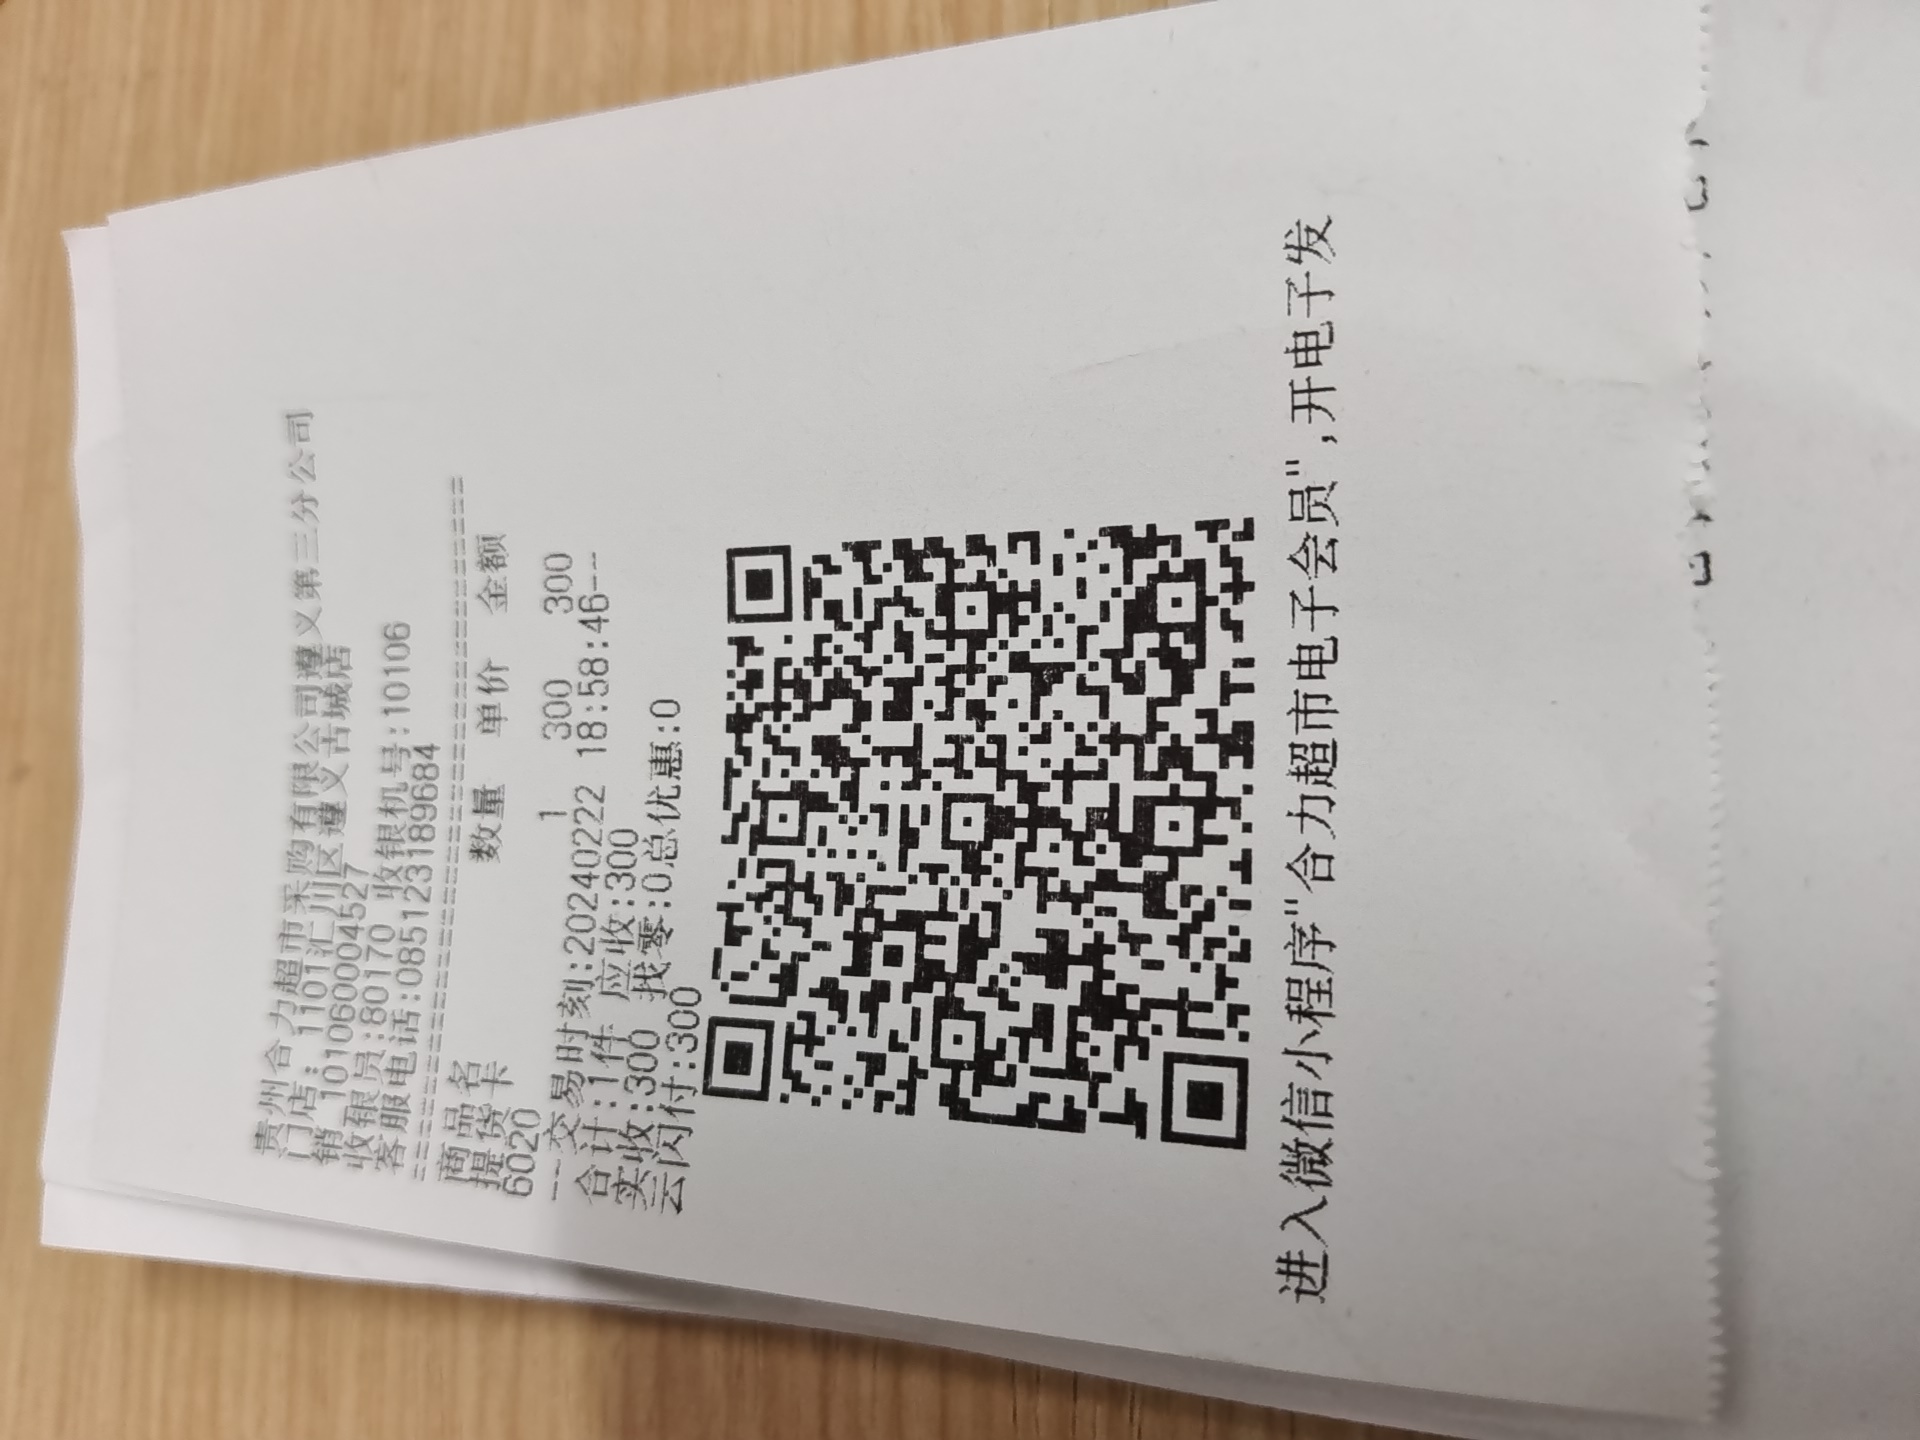 贵州合力超市采购有限公司遵义第三分公司
门店: 1101汇川区遵义古城店
销 1010600004527
收银员:80170 收银机号:10106
客服电话:085123189684
商品名 数量 单价 金额
提货卡
6020 1 300 300
---交易时刻:20240222 18:58:46---
合计:1件 应收:300
实收:300 找零:0总优惠:0
云闪付:300
进入微信小程序"合力超市电子会员",开电子发